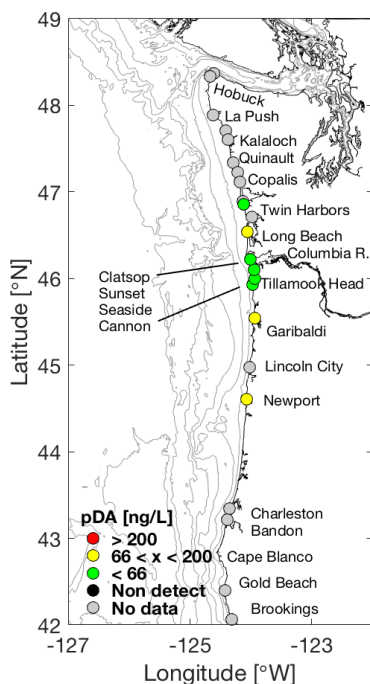 49
48
47
46
45
44
43
42
Latitude [°N]
Hobuck
La Push
Kalaloch
Quinault
Copalis
Twin Harbors
Long Beach
Columbia R.
Clatsop
Sunset
Seaside
Cannon
Tillamook Head
Garibaldi
Lincoln City
Newport
Charleston
Bandon
Cape Blanco
Gold Beach
Brookings
pDA [ng/L]
> 200
66 < x < 200
< 66
Non detect
No data
-127
-125
-123
Longitude [°W]